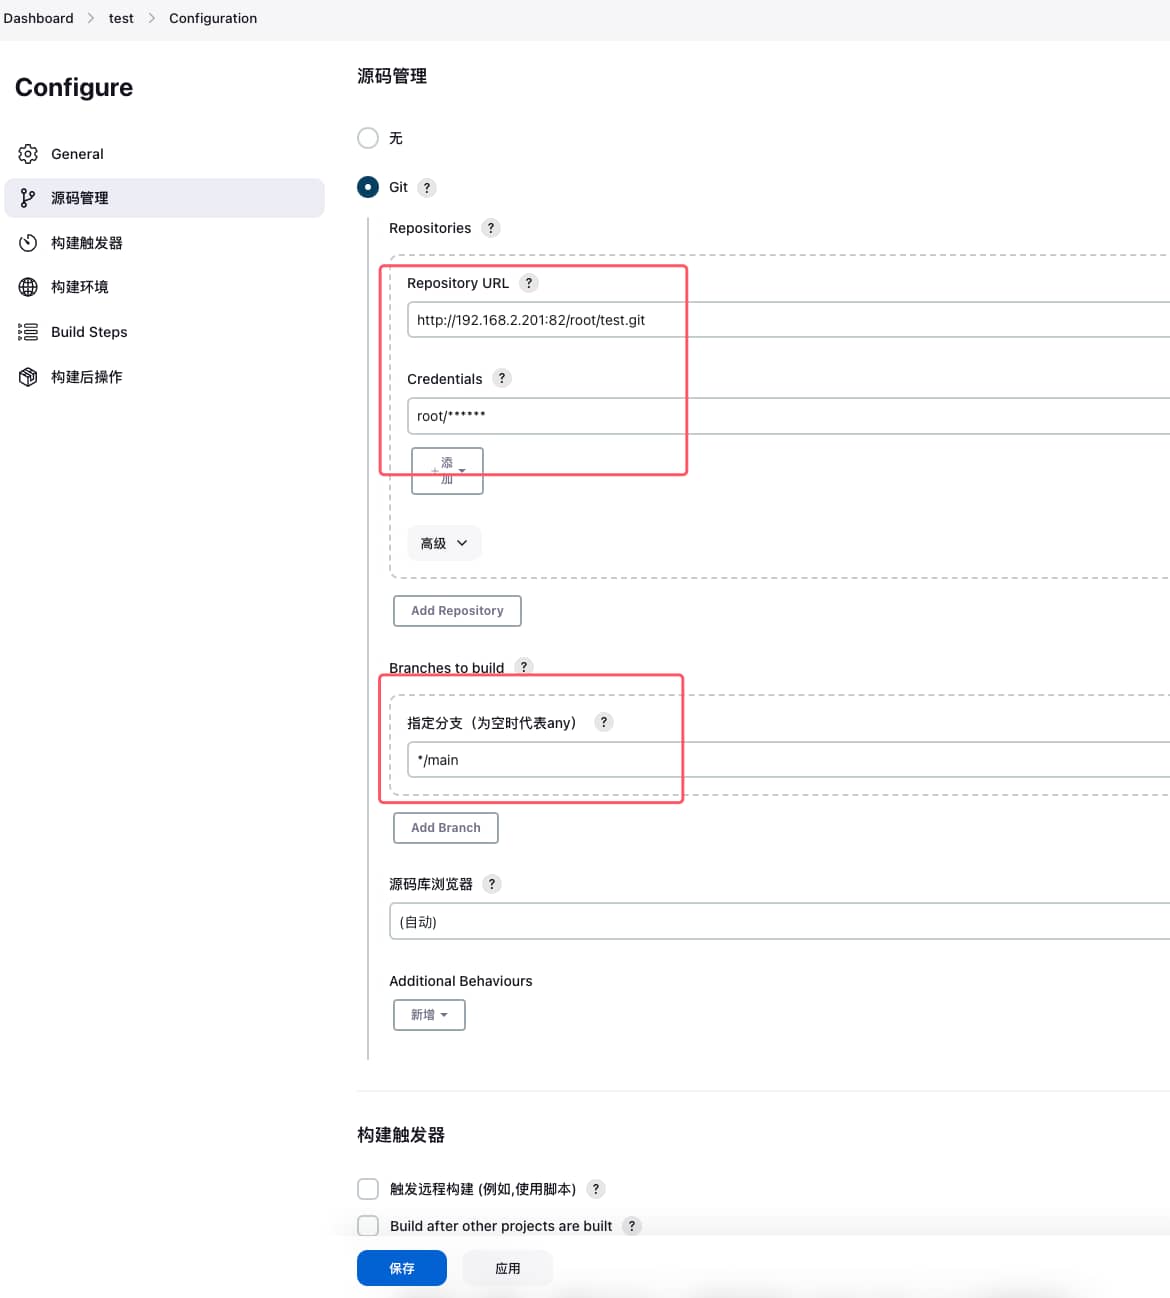 Dashboard > test > Configuration
Configure
General
源码管理
构建触发器
构建环境
Build Steps
构建后操作
源码管理
无
Git ?
Repositories ?
Repository URL ?
http://192.168.2.201:82/root/test.git
Credentials ?
root/******
+ 添加
高级
Add Repository
Branches to build ?
指定分支（为空时代表any） ?
*/main
Add Branch
源码库浏览器 ?
(自动)
Additional Behaviours
新增
构建触发器
触发远程构建 (例如,使用脚本) ?
Build after other projects are built ?
保存
应用